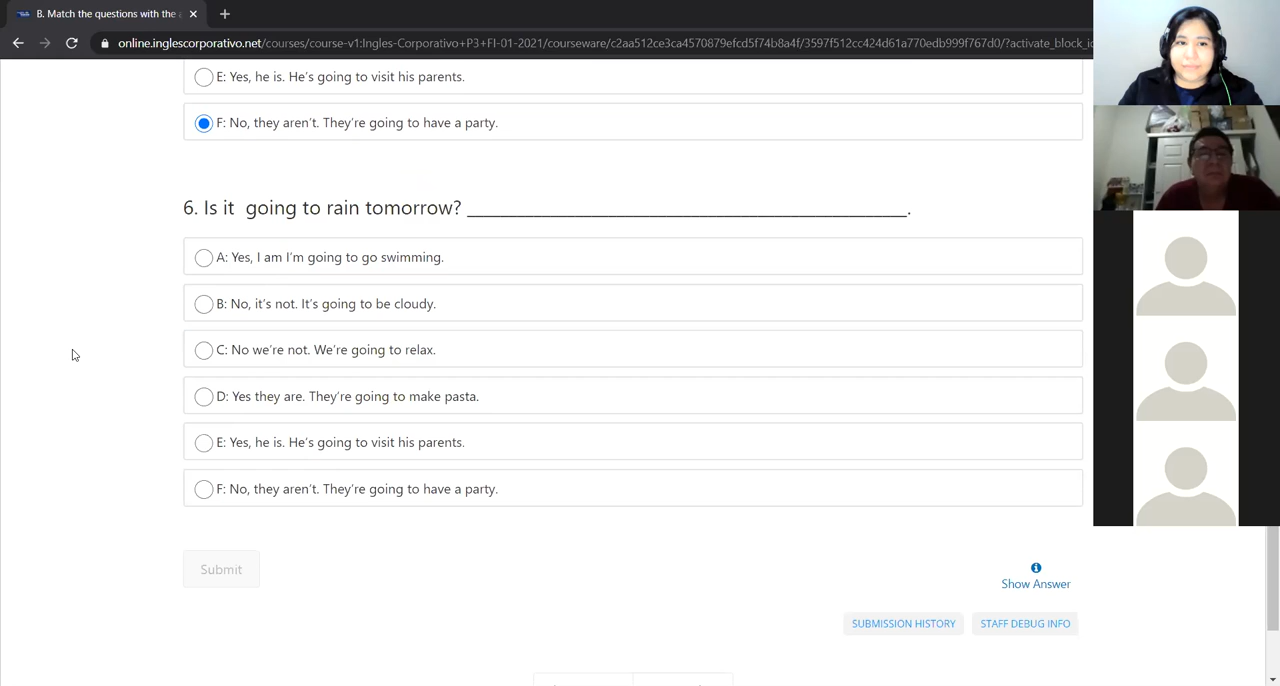 B. Match the questions with the
online.inglescorporativo.net/courses/course-v1:Ingles-Corporativo+P3+FI-01-2021/courseware/c2aa512ce3ca4570879efcd5f74b8a4f/3597f512cc424d61a770edb999f767d0/?activate_block_i
E: Yes, he is. He’s going to visit his parents.
F: No, they aren’t. They’re going to have a party.
6. Is it going to rain tomorrow? ________________________________________.
A: Yes, I am I’m going to go swimming.
B: No, it’s not. It’s going to be cloudy.
C: No we’re not. We’re going to relax.
D: Yes they are. They’re going to make pasta.
E: Yes, he is. He’s going to visit his parents.
F: No, they aren’t. They’re going to have a party.
Submit
Show Answer
SUBMISSION HISTORY
STAFF DEBUG INFO